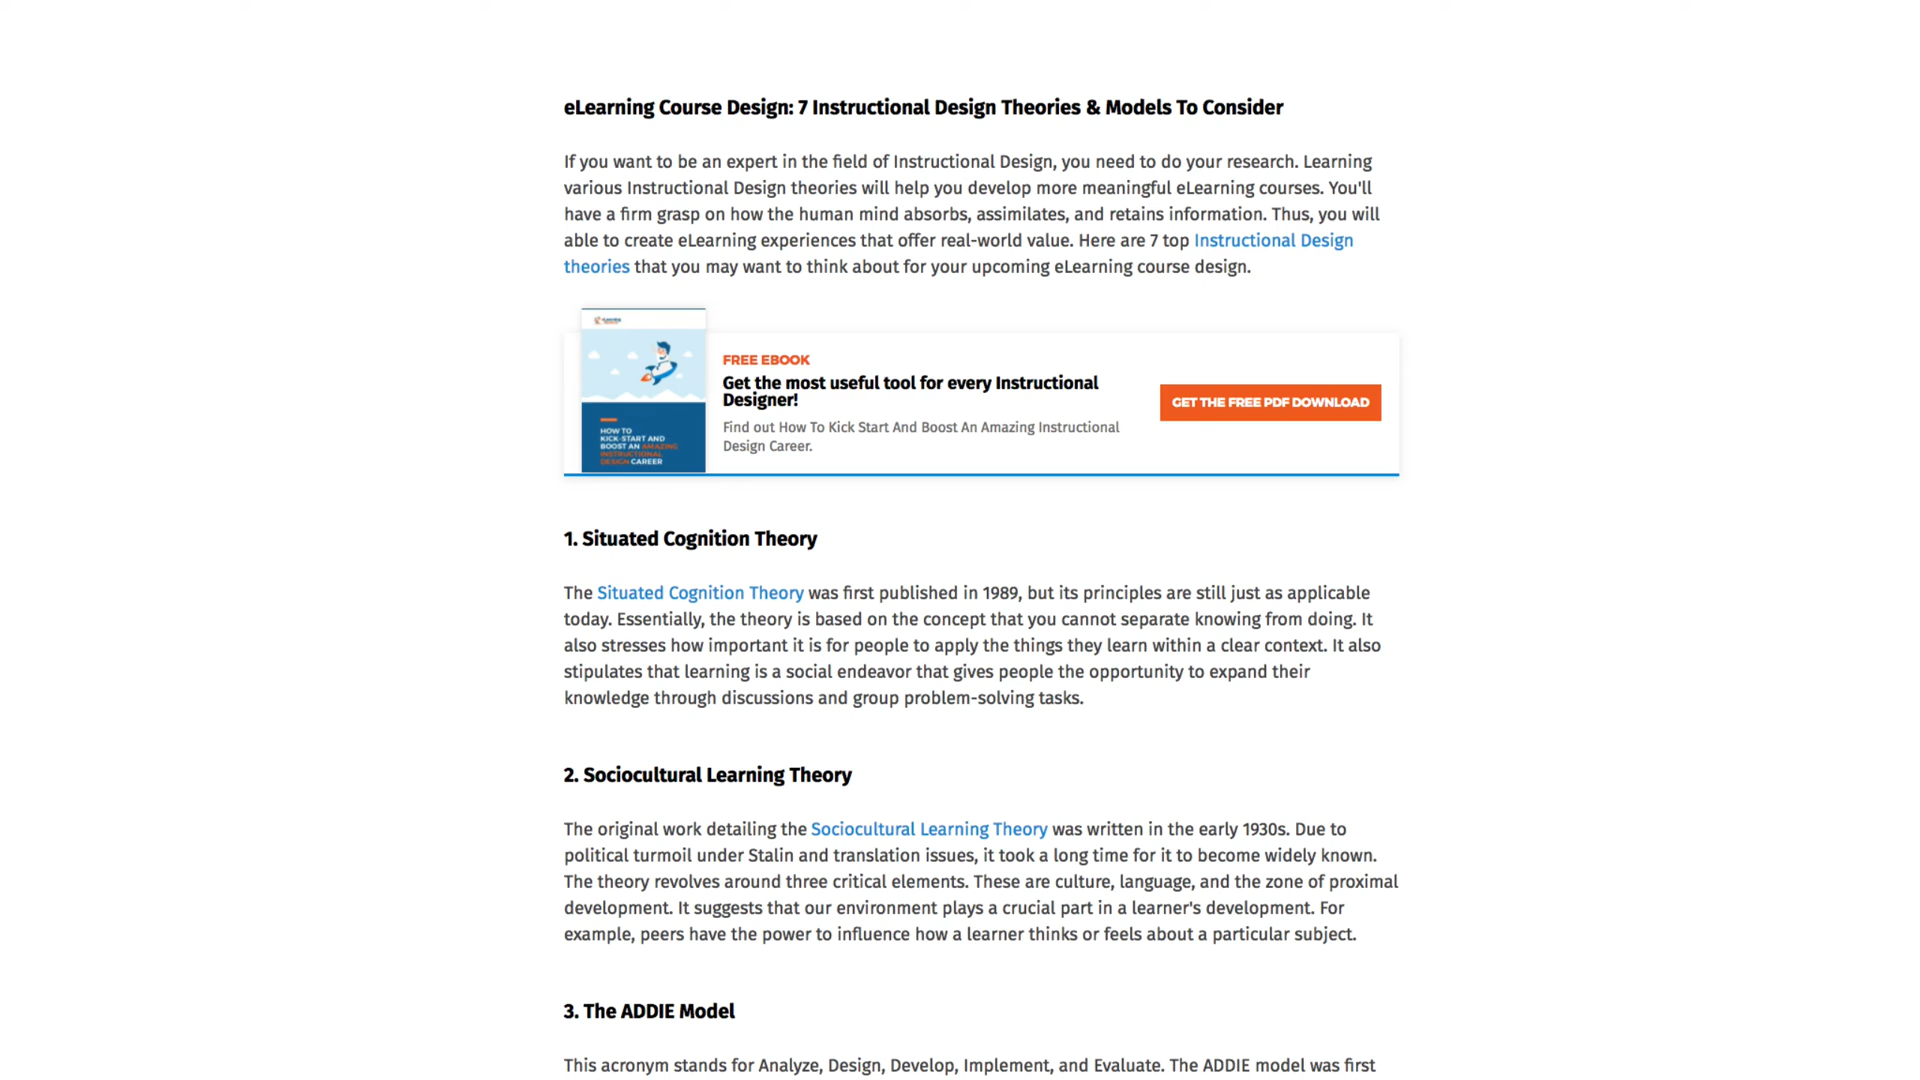 eLearning Course Design: 7 Instructional Design Theories & Models To Consider
If you want to be an expert in the field of Instructional Design, you need to do your research. Learning
various Instructional Design theories will help you develop more meaningful eLearning courses. You'll
have a firm grasp on how the human mind absorbs, assimilates, and retains information. Thus, you will
able to create eLearning experiences that offer real-world value. Here are 7 top Instructional Design
theories that you may want to think about for your upcoming eLearning course design.
eLearning
HOW TO
KICK-START AND
BOOST AN AMAZING
INSTRUCTIONAL
DESIGN CAREER
FREE EBOOK
Get the most useful tool for every Instructional
Designer!
Find out How To Kick Start And Boost An Amazing Instructional
Design Career.
GET THE FREE PDF DOWNLOAD
1. Situated Cognition Theory
The Situated Cognition Theory was first published in 1989, but its principles are still just as applicable
today. Essentially, the theory is based on the concept that you cannot separate knowing from doing. It
also stresses how important it is for people to apply the things they learn within a clear context. It also
stipulates that learning is a social endeavor that gives people the opportunity to expand their
knowledge through discussions and group problem-solving tasks.
2. Sociocultural Learning Theory
The original work detailing the Sociocultural Learning Theory was written in the early 1930s. Due to
political turmoil under Stalin and translation issues, it took a long time for it to become widely known.
The theory revolves around three critical elements. These are culture, language, and the zone of proximal
development. It suggests that our environment plays a crucial part in a learner's development. For
example, peers have the power to influence how a learner thinks or feels about a particular subject.
3. The ADDIE Model
This acronym stands for Analyze, Design, Develop, Implement, and Evaluate. The ADDIE model was first